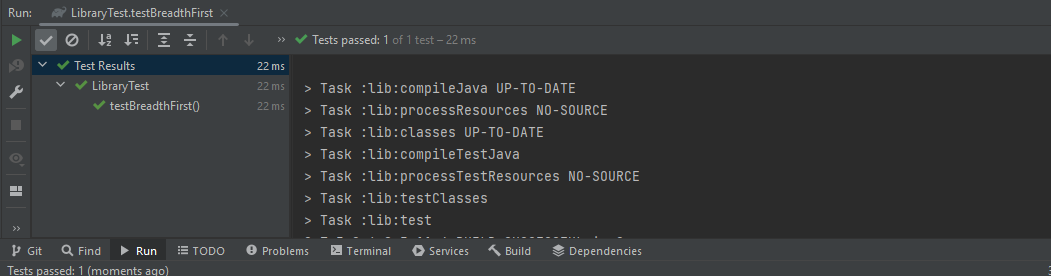 Run: LibraryTest.testBreadthFirst
Tests passed: 1 of 1 test – 22 ms
Test Results 22 ms
LibraryTest 22 ms
testBreadthFirst() 22 ms
> Task :lib:compileJava UP-TO-DATE
> Task :lib:processResources NO-SOURCE
> Task :lib:classes UP-TO-DATE
> Task :lib:compileTestJava
> Task :lib:processTestResources NO-SOURCE
> Task :lib:testClasses
> Task :lib:test
Git Find Run TODO Problems Terminal Services Build Dependencies
Tests passed: 1 (moments ago)